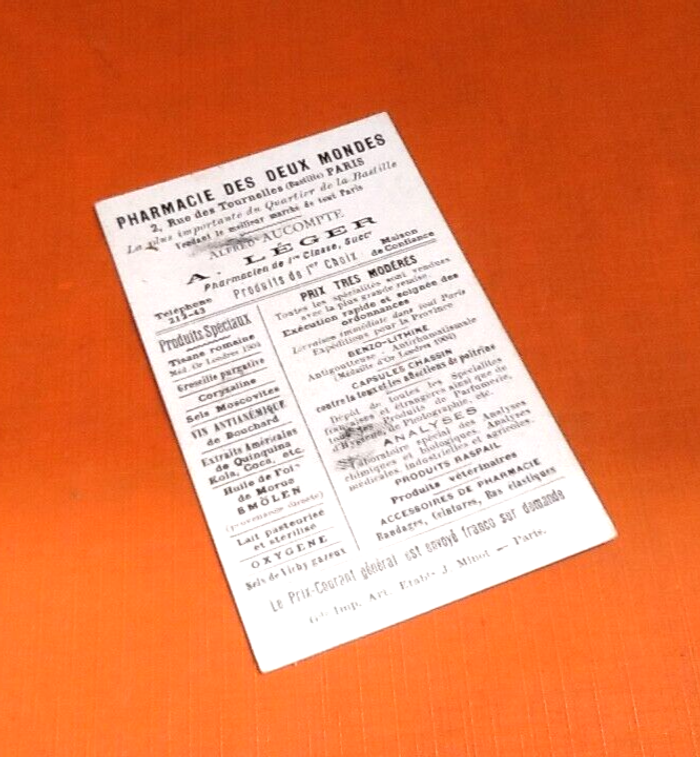 PHARMACIE DES DEUX MONDES
2, Rue des Tournelles (Bastille) PARIS
La plus importante du Quartier de la Bastille
Vendant le meilleur marché de tout Paris
ALFRED AUCOMPTE
A. LÉGER
Pharmacien de 1re Classe, Succr
Téléphone
213-43
Produits de 1er Choix
Maison
de Confiance
Produits Spéciaux
Tisane romaine
Méd. Or Londres 1904
Groseille purgative
Coryzaline
Sels Moscovites
VIN ANTIANÉMIQUE
de Bouchard
Extraits Américains
de Quinquina
Kola, Coca, etc.
Huile de Foie
de Morue
SMÖLEN
(provenance directe)
Lait pasteurisé
et stérilisé
OXYGÈNE
Sels de Vichy gazeux
PRIX TRES MODÉRÉS
Toutes les spécialités sont vendues
avec la plus grande remise.
Exécution rapide et soignée des
ordonnances
Livraison immédiate dans tout Paris
Expéditions pour la Province
BENZO-LITHINE
Antigoutteuse - Antirhumatismale
(Médaille d'Or Londres 1904)
CAPSULES CHASSIN
contre la toux et les affections de poitrine
Dépôt de toutes les Spécialités
françaises et étrangères ainsi que de
tous Produits de Parfumerie,
d'Hygiène, de Photographie, etc.
ANALYSES
Laboratoire spécial des Analyses
chimiques et biologiques. Analyses
médicales industrielles et agricoles.
PRODUITS RASPAIL
Produits vétérinaires
ACCESSOIRES DE PHARMACIE
Bandages, Ceintures, Bas élastiques
Le Prix-Courant général est envoyé franco sur demande
Imp. Art. Établts J. Minot — Paris.